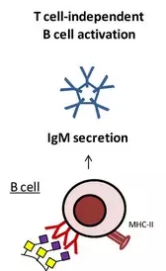 T cell-independent
B cell activation
IgM secretion
B cell
MHC-II